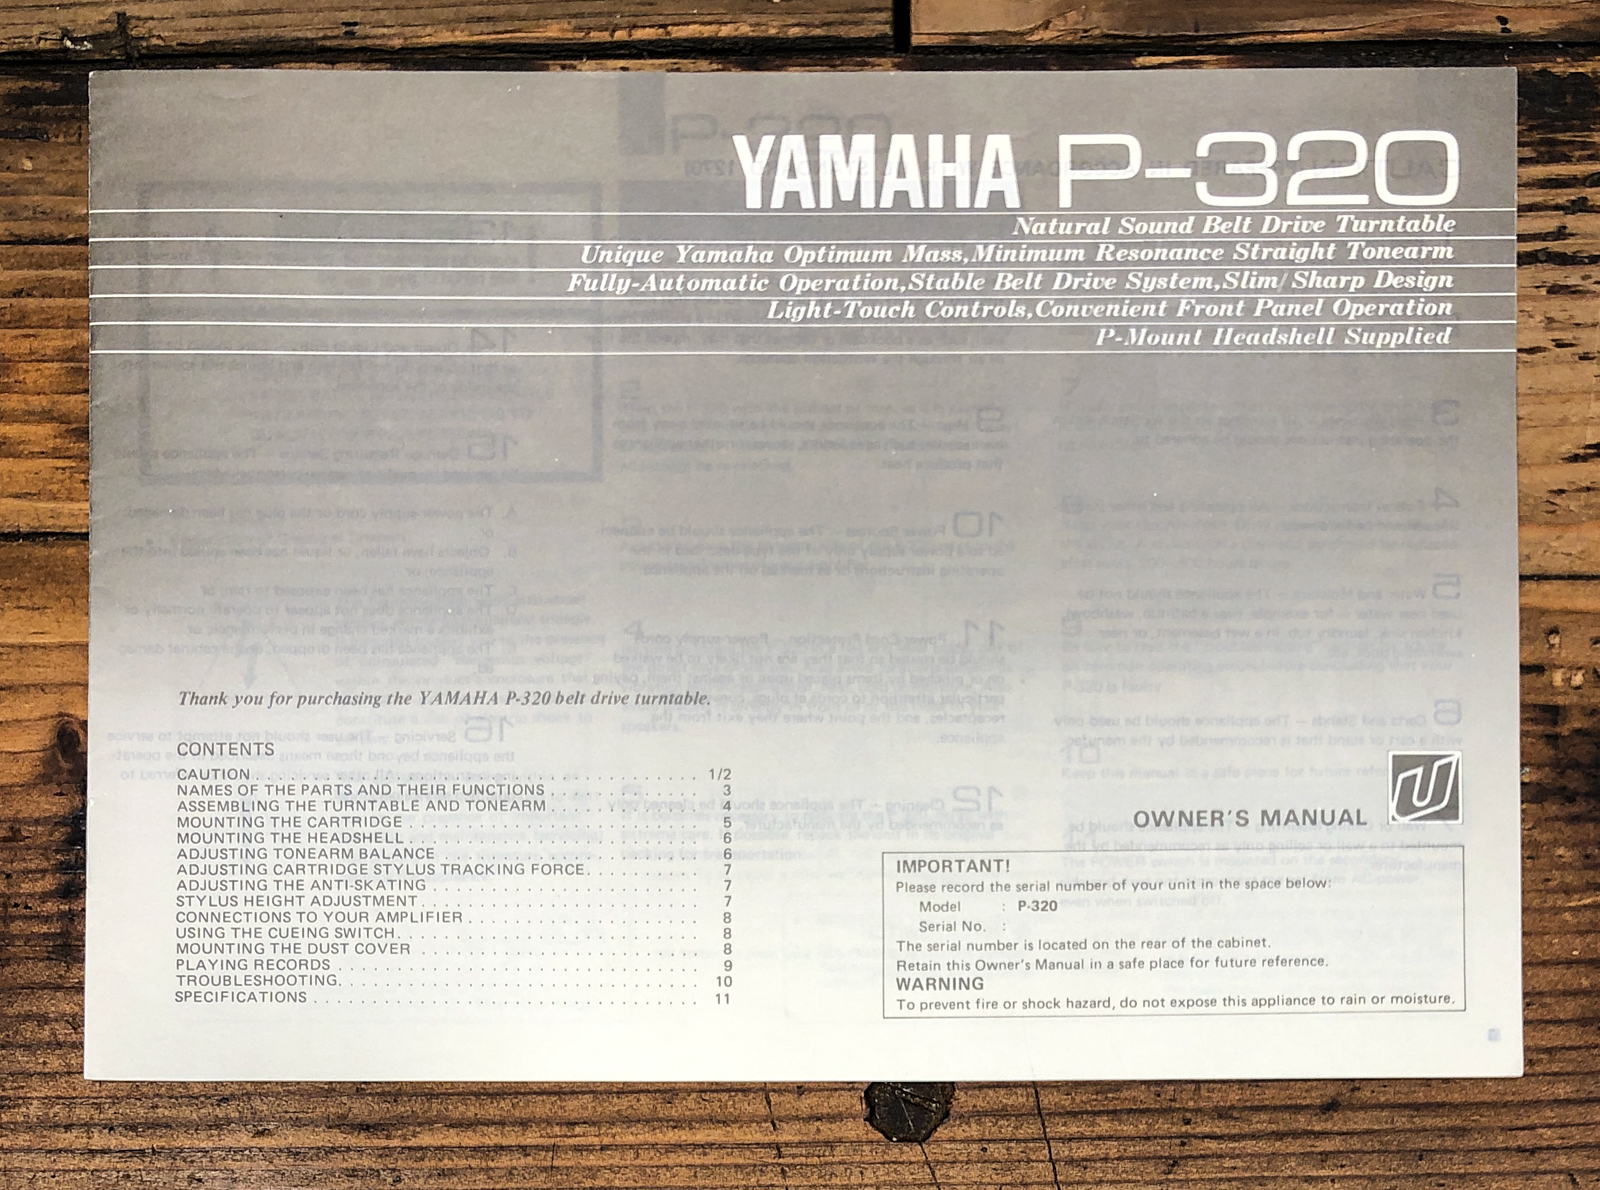 YAMAHA P-320
Natural Sound Belt Drive Turntable
Unique Yamaha Optimum Mass,Minimum Resonance Straight Tonearm
Fully-Automatic Operation,Stable Belt Drive System,Slim/Sharp Design
Light-Touch Controls,Convenient Front Panel Operation
P-Mount Headshell Supplied
Thank you for purchasing the YAMAHA P-320 belt drive turntable.
CONTENTS
CAUTION . . . . . . . . . . . . . . . . . . . . . . . . . . . . . . 1/2
NAMES OF THE PARTS AND THEIR FUNCTIONS . . . . . . . . . . 3
ASSEMBLING THE TURNTABLE AND TONEARM . . . . . . . . . . 4
MOUNTING THE CARTRIDGE . . . . . . . . . . . . . . . . . . . . 5
MOUNTING THE HEADSHELL . . . . . . . . . . . . . . . . . . . . 6
ADJUSTING TONEARM BALANCE . . . . . . . . . . . . . . . . . . 6
ADJUSTING CARTRIDGE STYLUS TRACKING FORCE. . . . . . . . 7
ADJUSTING THE ANTI-SKATING . . . . . . . . . . . . . . . . . . 7
STYLUS HEIGHT ADJUSTMENT . . . . . . . . . . . . . . . . . . . 7
CONNECTIONS TO YOUR AMPLIFIER . . . . . . . . . . . . . . . . 8
USING THE CUEING SWITCH. . . . . . . . . . . . . . . . . . . . 8
MOUNTING THE DUST COVER . . . . . . . . . . . . . . . . . . . 8
PLAYING RECORDS . . . . . . . . . . . . . . . . . . . . . . . . 9
TROUBLESHOOTING. . . . . . . . . . . . . . . . . . . . . . . . 10
SPECIFICATIONS . . . . . . . . . . . . . . . . . . . . . . . . . 11
OWNER'S MANUAL
IMPORTANT!
Please record the serial number of your unit in the space below:
Model : P-320
Serial No. :
The serial number is located on the rear of the cabinet.
Retain this Owner's Manual in a safe place for future reference.
WARNING
To prevent fire or shock hazard, do not expose this appliance to rain or moisture.